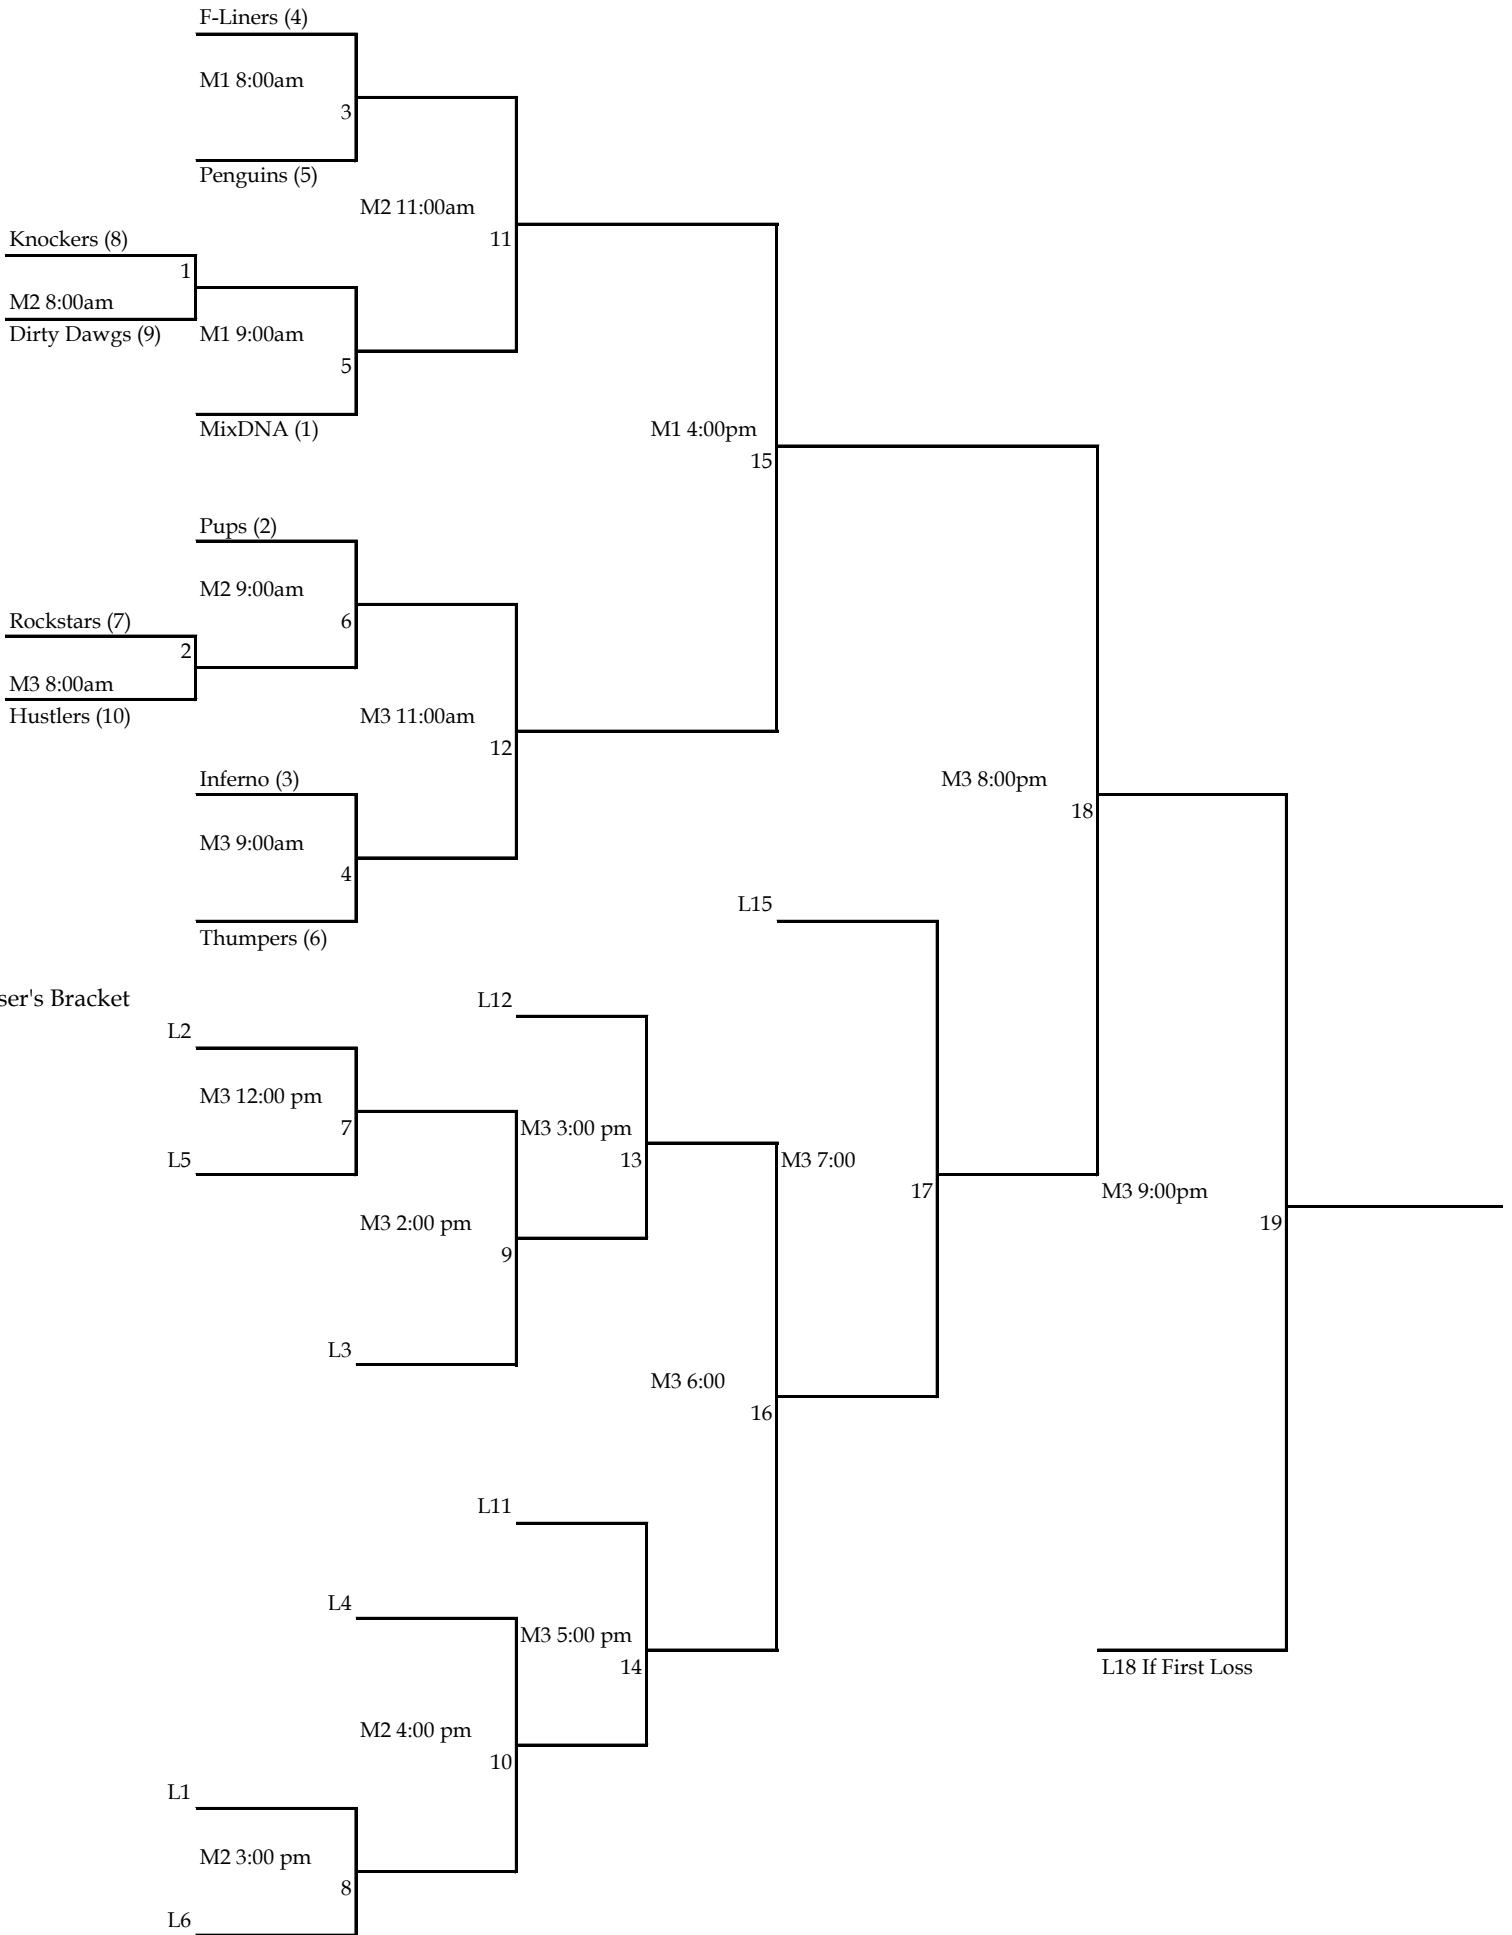 F-Liners (4)
M1 8:00am
3
Penguins (5)
M2 11:00am
11
Knockers (8)
1
M2 8:00am
Dirty Dawgs (9)
M1 9:00am
5
MixDNA (1)
M1 4:00pm
15
Pups (2)
M2 9:00am
6
Rockstars (7)
2
M3 8:00am
Hustlers (10)
M3 11:00am
12
Inferno (3)
M3 8:00pm
18
M3 9:00am
4
L15
Thumpers (6)
ser's Bracket
L12
L2
M3 12:00 pm
7
M3 3:00 pm
13
L5
M3 7:00
17
M3 9:00pm
19
M3 2:00 pm
9
L3
M3 6:00
16
L11
L4
M3 5:00 pm
14
L18 If First Loss
M2 4:00 pm
10
L1
M2 3:00 pm
8
L6